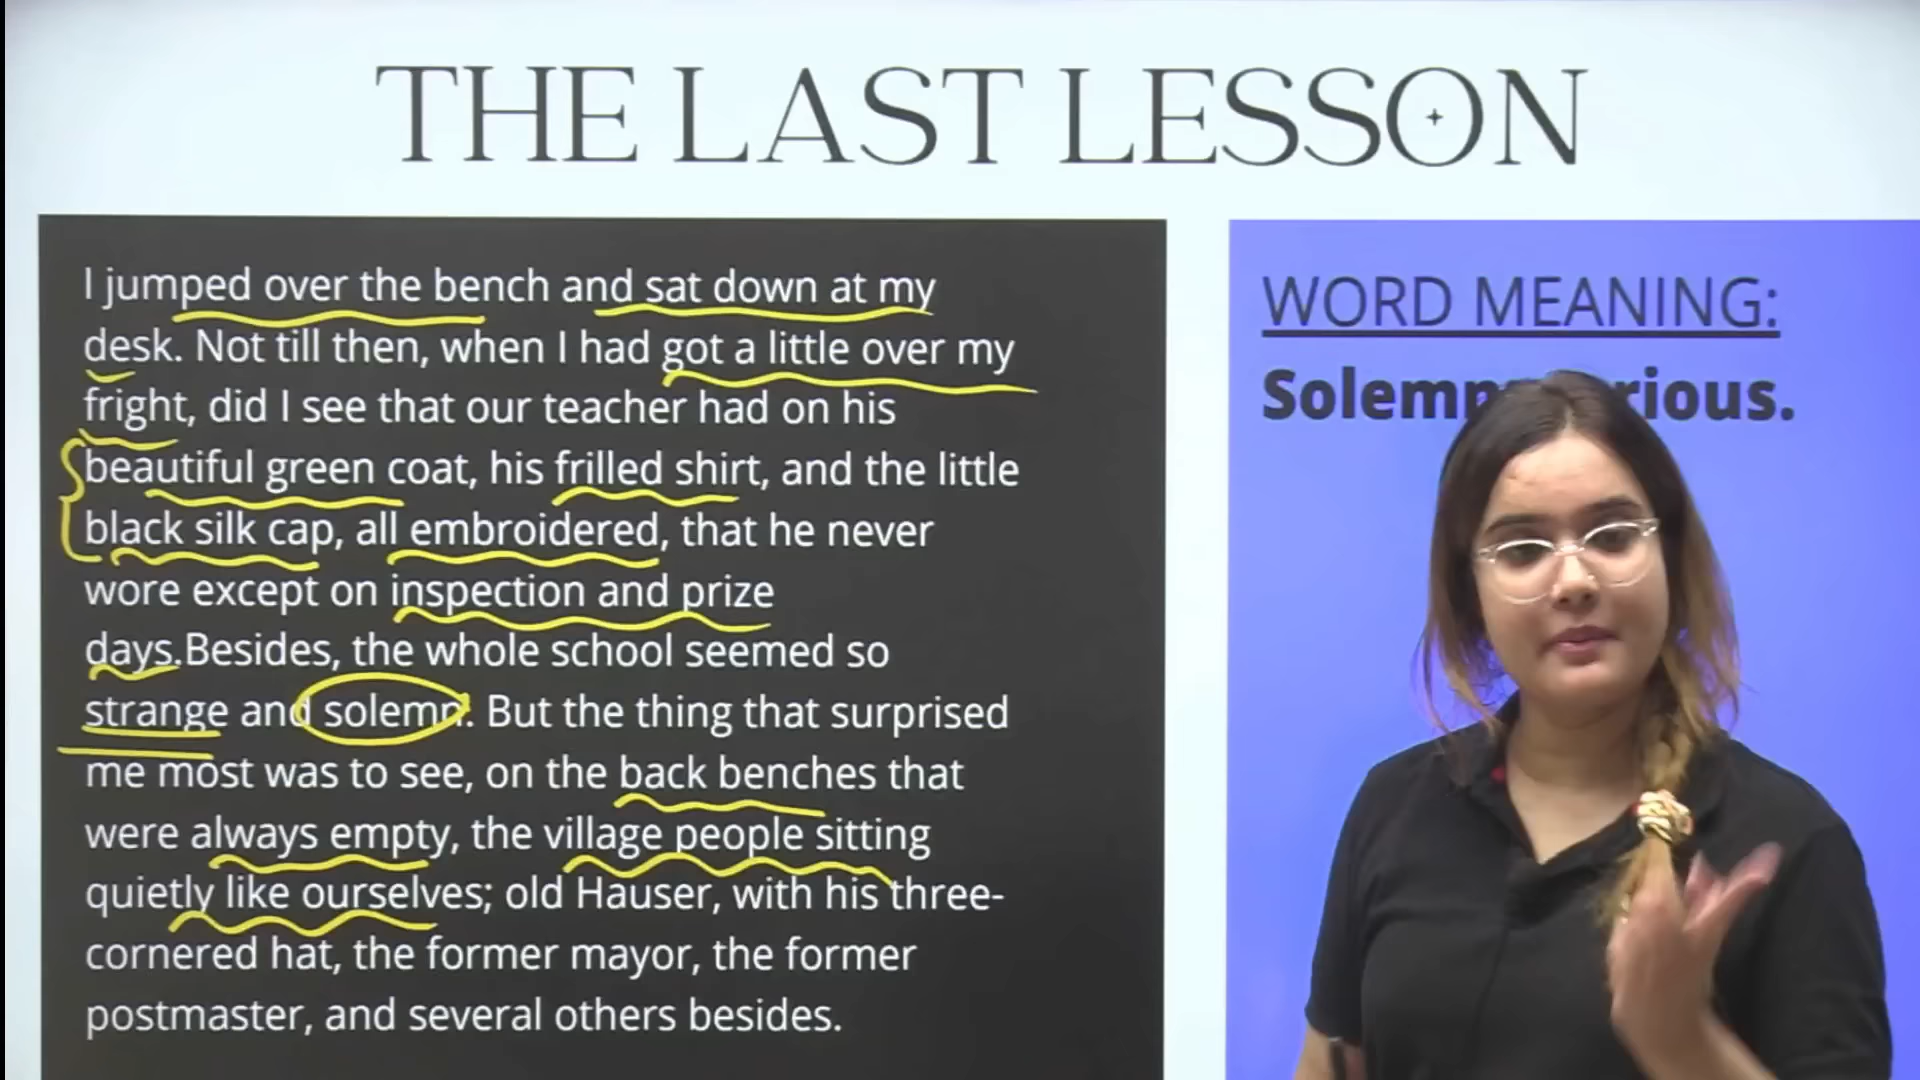 THE LAST LESSON
I jumped over the bench and sat down at my
desk. Not till then, when I had got a little over my
fright, did I see that our teacher had on his
beautiful green coat, his frilled shirt, and the little
black silk cap, all embroidered, that he never
wore except on inspection and prize
days.Besides, the whole school seemed so
strange and solemn. But the thing that surprised
me most was to see, on the back benches that
were always empty, the village people sitting
quietly like ourselves; old Hauser, with his three-
cornered hat, the former mayor, the former
postmaster, and several others besides.
WORD MEANING:
Solemn